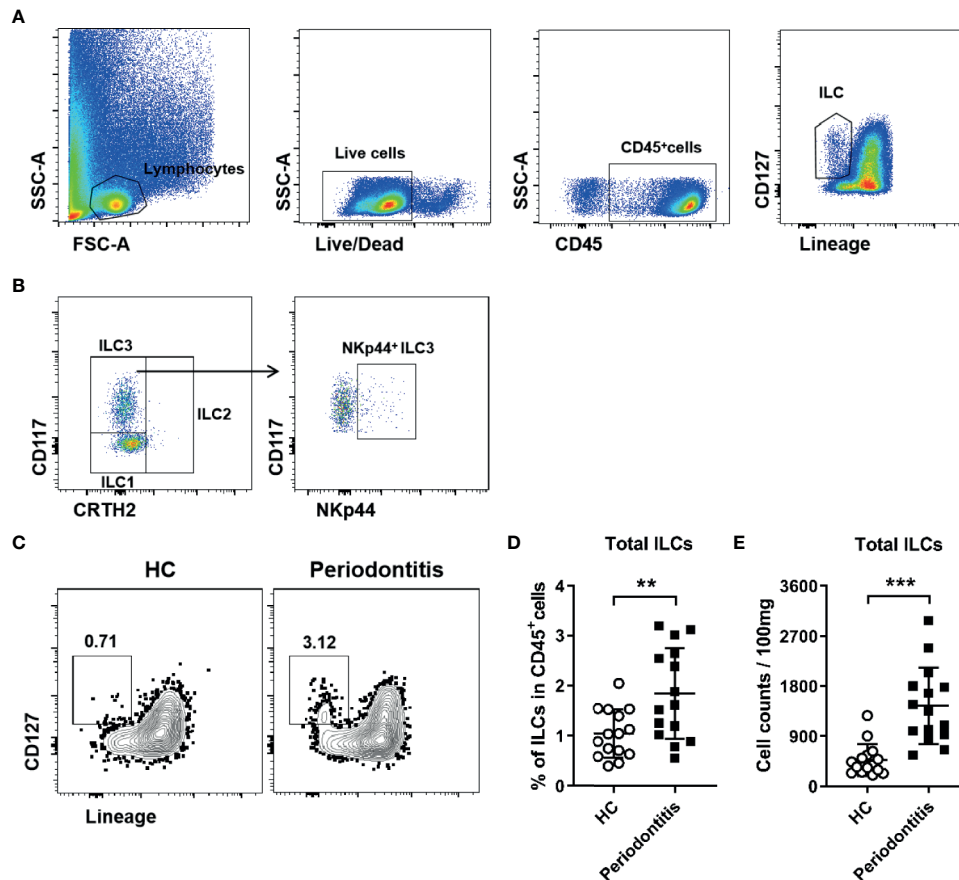 A
SSC-A
Lymphocytes
FSC-A
SSC-A
Live cells
Live/Dead
SSC-A
CD45+cells
CD45
CD127
ILC
Lineage
B
CD117
ILC3
ILC2
ILC1
CRTH2
CD117
NKp44+ ILC3
NKp44
C
HC
Periodontitis
CD127
0.71
3.12
Lineage
D
Total ILCs
% of ILCs in CD45+ cells
4
3
2
1
0
**
HC
Periodontitis
E
Total ILCs
Cell counts / 100mg
3600
2700
1800
900
0
***
HC
Periodontitis